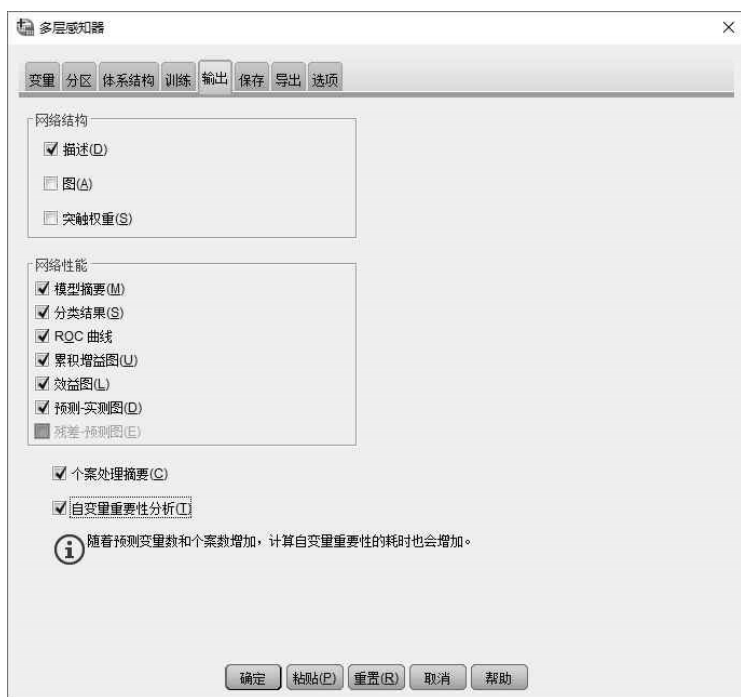 多层感知器
变量 分区 体系结构 训练 输出 保存 导出 选项
网络结构
描述(D)
图(A)
突触权重(S)
网络性能
模型摘要(M)
分类结果(S)
ROC 曲线
累积增益图(U)
效益图(L)
预测-实测图(D)
残差-预测图(E)
个案处理摘要(C)
自变量重要性分析(T)
随着预测变量数和个案数增加，计算自变量重要性的耗时也会增加。
确定 粘贴(P) 重置(R) 取消 帮助